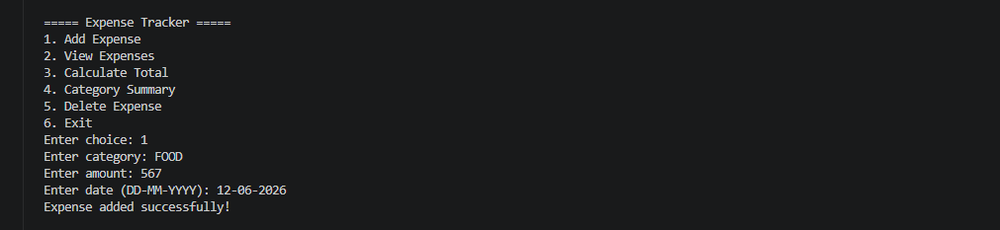 ===== Expense Tracker =====
1. Add Expense
2. View Expenses
3. Calculate Total
4. Category Summary
5. Delete Expense
6. Exit
Enter choice: 1
Enter category: FOOD
Enter amount: 567
Enter date (DD-MM-YYYY): 12-06-2026
Expense added successfully!